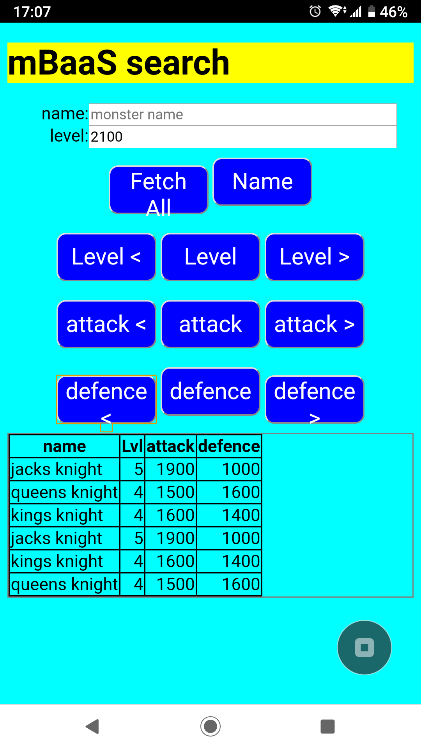 17:07 46%
mBaaS search
name: monster name
level: 2100
Fetch All Name
Level < Level Level >
attack < attack attack >
defence < defence defence >
name Lvl attack defence
jacks knight 5 1900 1000
queens knight 4 1500 1600
kings knight 4 1600 1400
jacks knight 5 1900 1000
kings knight 4 1600 1400
queens knight 4 1500 1600